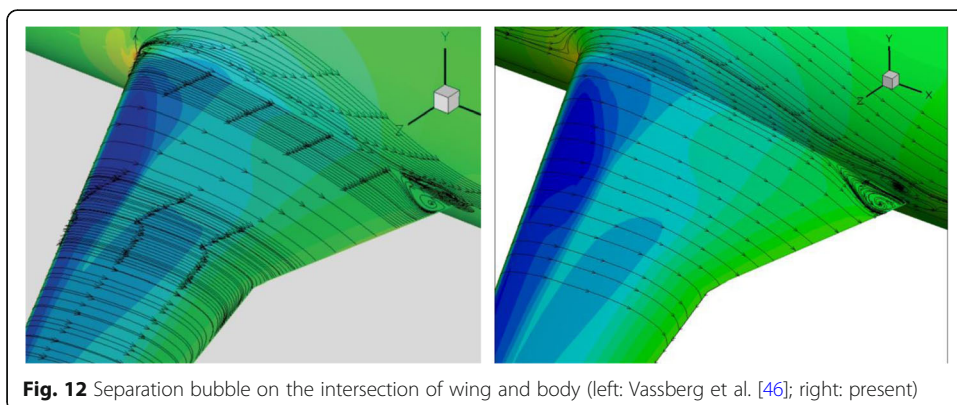 Y
Z
Y
Z
X
Fig. 12 Separation bubble on the intersection of wing and body (left: Vassberg et al. [46]; right: present)